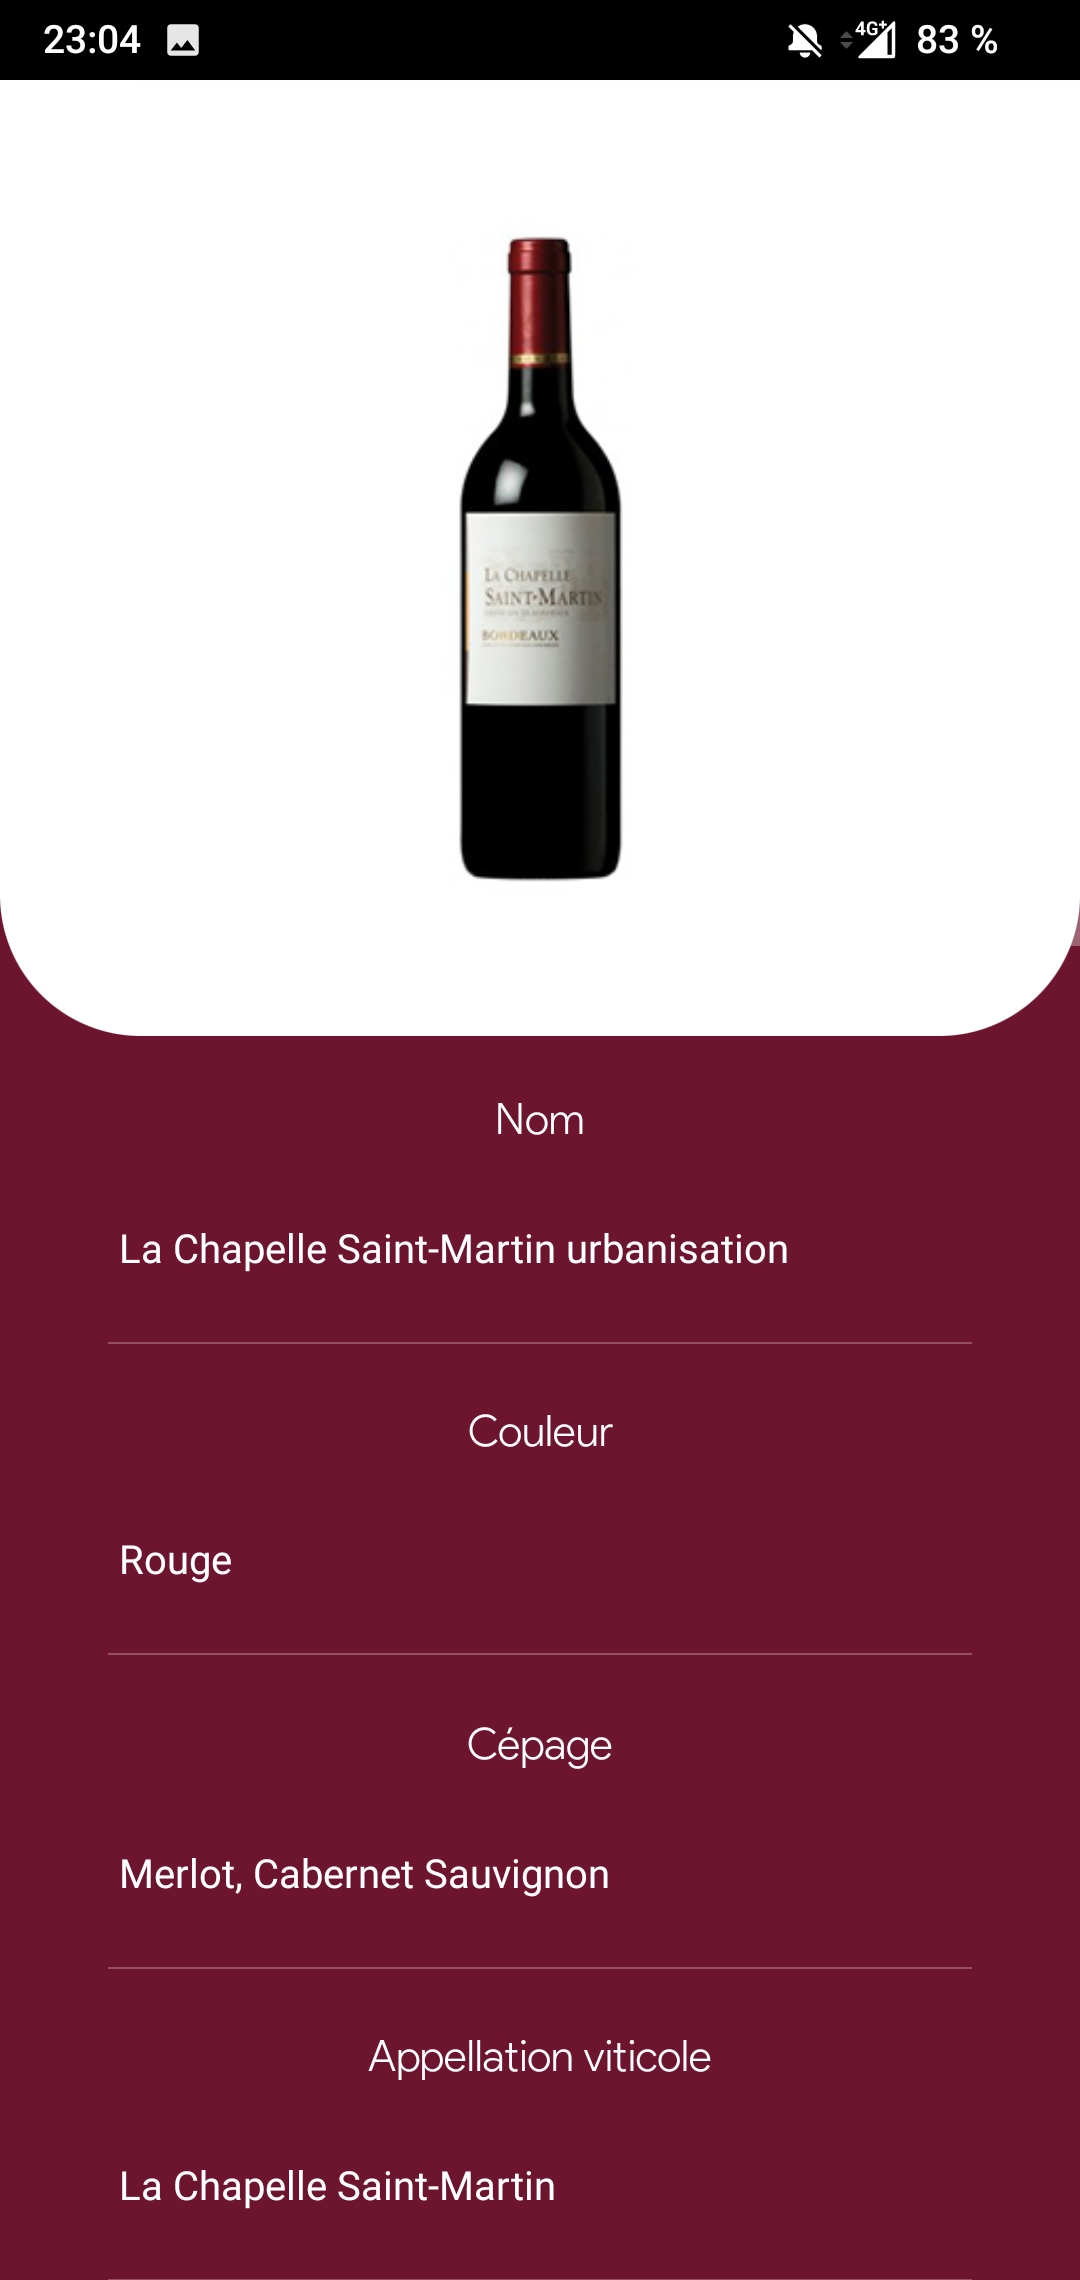 23:04
4G+ 83 %
LA CHAPELLE
SAINT-MARTIN
BORDEAUX
Nom
La Chapelle Saint-Martin urbanisation
Couleur
Rouge
Cépage
Merlot, Cabernet Sauvignon
Appellation viticole
La Chapelle Saint-Martin